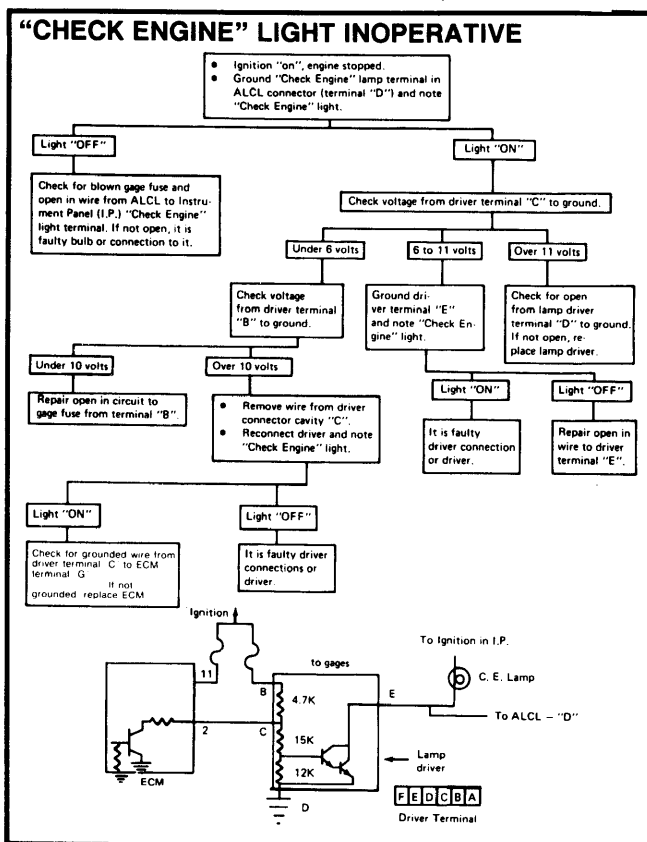 "CHECK ENGINE" LIGHT INOPERATIVE
• Ignition "on", engine stopped.
• Ground "Check Engine" lamp terminal in
ALCL connector (terminal "D") and note
"Check Engine" light.
Light "OFF"
Light "ON"
Check for blown gage fuse and
open in wire from ALCL to Instru-
ment Panel (I.P.) "Check Engine"
light terminal. If not open, it is
faulty bulb or connection to it.
Check voltage from driver terminal "C" to ground.
Under 6 volts
6 to 11 volts
Over 11 volts
Check voltage
from driver terminal
"B" to ground.
Ground dri-
ver terminal "E"
and note "Check En-
gine" light.
Check for open
from lamp driver
terminal "D" to ground.
If not open, re-
place lamp driver.
Under 10 volts
Over 10 volts
Light "ON"
Light "OFF"
Repair open in circuit to
gage fuse from terminal "B".
• Remove wire from driver
connector cavity "C".
• Reconnect driver and note
"Check Engine" light.
It is faulty
driver connection
or driver.
Repair open in
wire to driver
terminal "E".
Light "ON"
Light "OFF"
Check for grounded wire from
driver terminal C to ECM
terminal G
If not
grounded replace ECM
It is faulty driver
connections or
driver.
Ignition
To Ignition in I.P.
to gages
C. E. Lamp
11
B
E
4.7K
To ALCL – "D"
2
C
15K
Lamp
driver
12K
ECM
D
F E D C B A
Driver Terminal